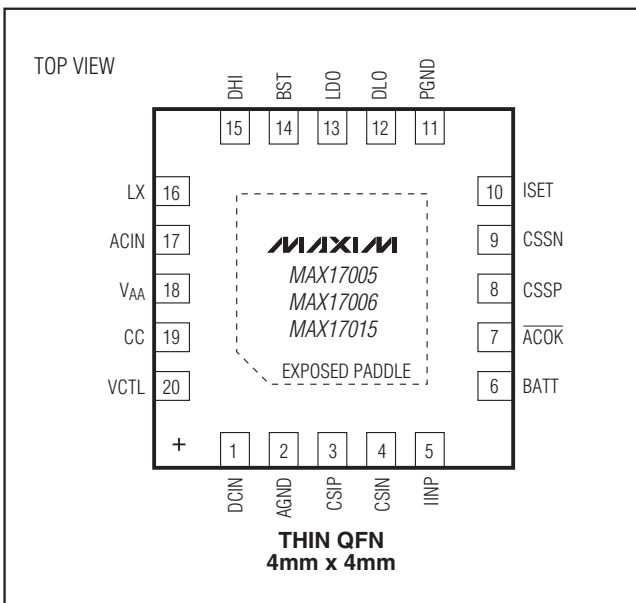 TOP VIEW
DHI BST LDO DLO PGND
15 14 13 12 11
LX 16
ACIN 17
VAA 18
CC 19
VCTL 20
10 ISET
9 CSSN
8 CSSP
7 ACOK
6 BATT
MAXIM
MAX17005
MAX17006
MAX17015
EXPOSED PADDLE
+
1 2 3 4 5
DCIN AGND CSIP CSIN IINP
THIN QFN
4mm x 4mm